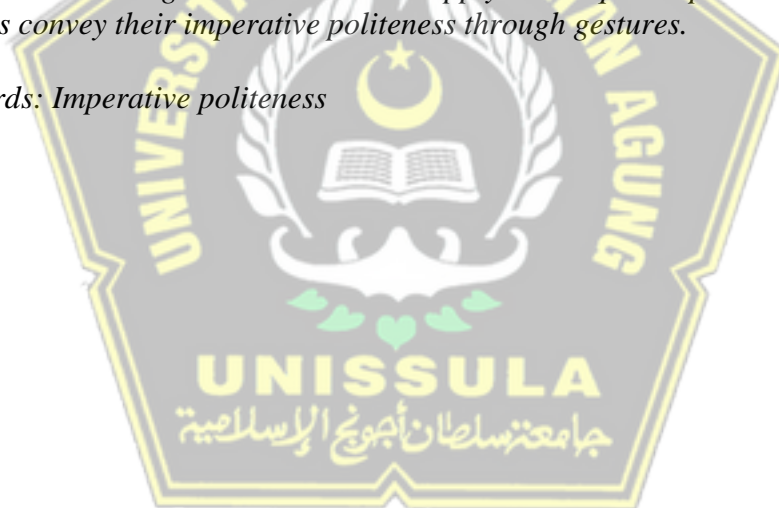 s convey their imperative politeness through gestures.
rds: Imperative politeness
UNIVERSITAS
AGUNG
UNISSULA
جامعة سلطان أجونج الإسلامية